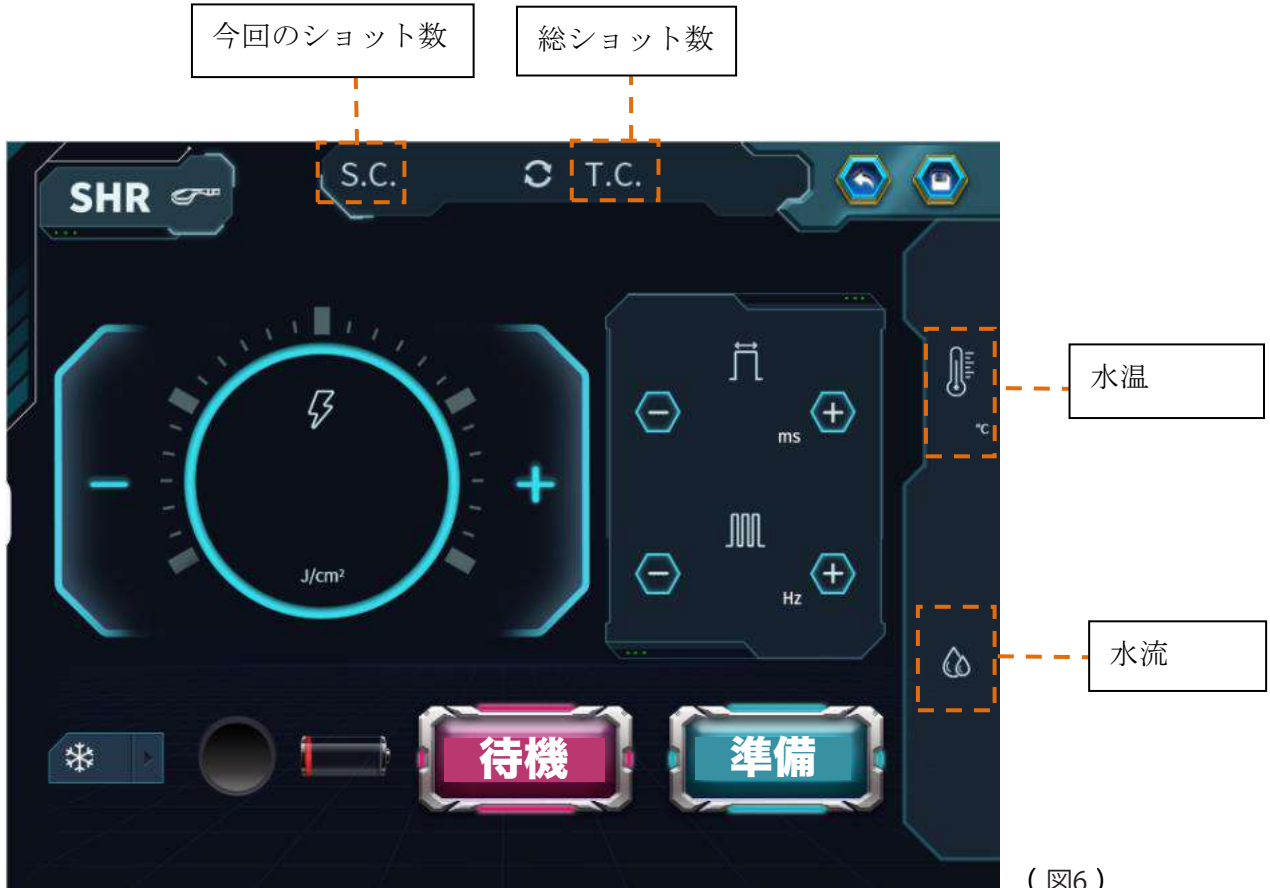 今回のショット数
総ショット数
SHR
S.C.
T.C.
水温
℃
ms
J/cm²
Hz
水流
待機
準備
(図6)